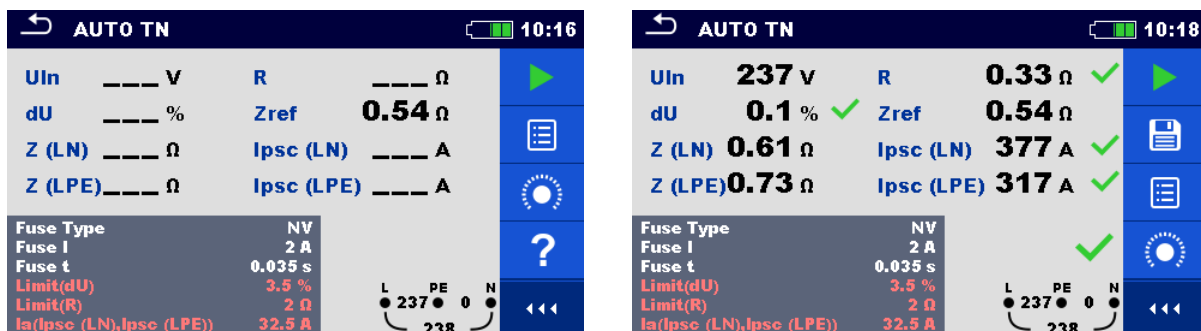 AUTO TN 10:16
Uln ___ V R ___ Ω
dU ___ % Zref 0.54 Ω
Z (LN) ___ Ω Ipsc (LN) ___ A
Z (LPE)___ Ω Ipsc (LPE) ___ A
Fuse Type NV
Fuse I 2 A
Fuse t 0.035 s
Limit(dU) 3.5 %
Limit(R) 2 Ω
Ia(Ipsc (LN),Ipsc (LPE)) 32.5 A
?
L PE N
237 0
238
AUTO TN 10:18
Uln 237 V R 0.33 Ω
dU 0.1 % Zref 0.54 Ω
Z (LN) 0.61 Ω Ipsc (LN) 377 A
Z (LPE)0.73 Ω Ipsc (LPE) 317 A
Fuse Type NV
Fuse I 2 A
Fuse t 0.035 s
Limit(dU) 3.5 %
Limit(R) 2 Ω
Ia(Ipsc (LN),Ipsc (LPE)) 32.5 A
L PE N
237 0
238